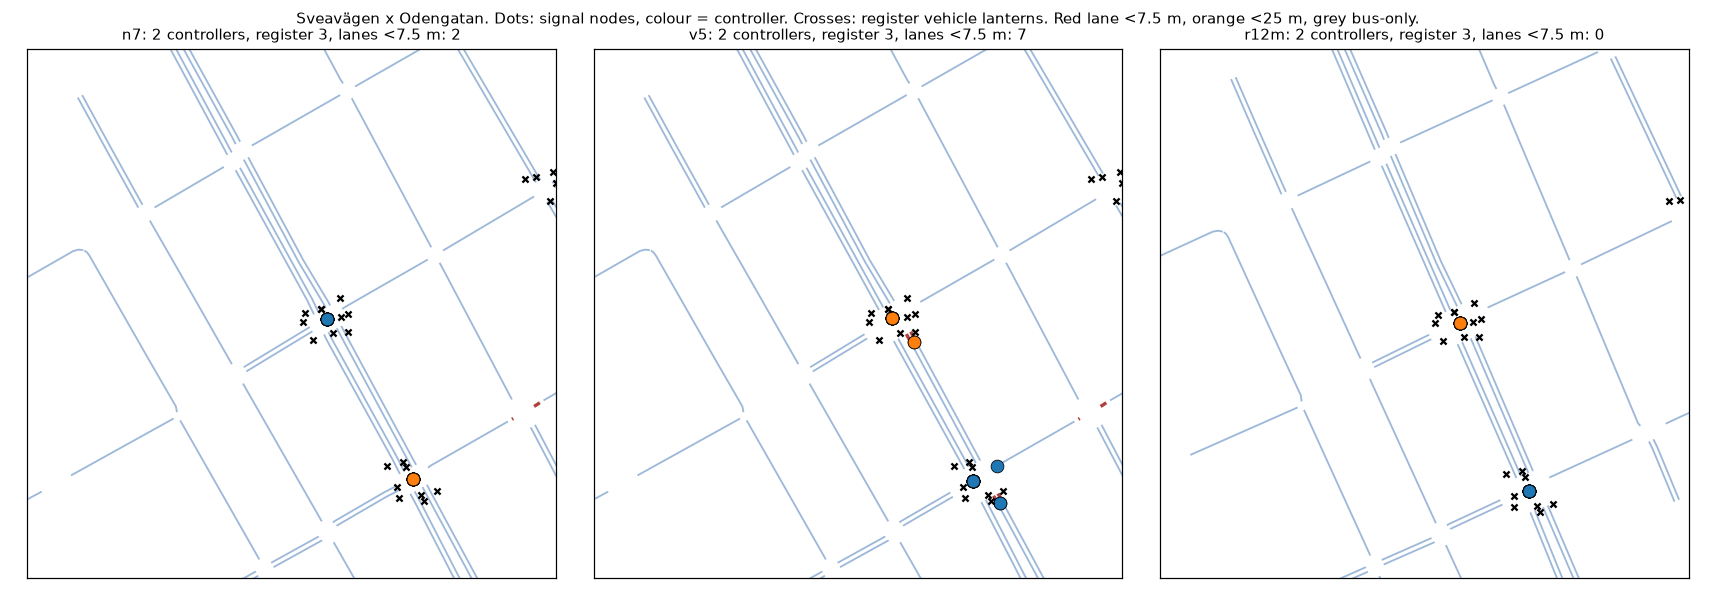 Sveavägen x Odengatan. Dots: signal nodes, colour = controller. Crosses: register vehicle lanterns. Red lane <7.5 m, orange <25 m, grey bus-only.
n7: 2 controllers, register 3, lanes <7.5 m: 2
v5: 2 controllers, register 3, lanes <7.5 m: 7
r12m: 2 controllers, register 3, lanes <7.5 m: 0